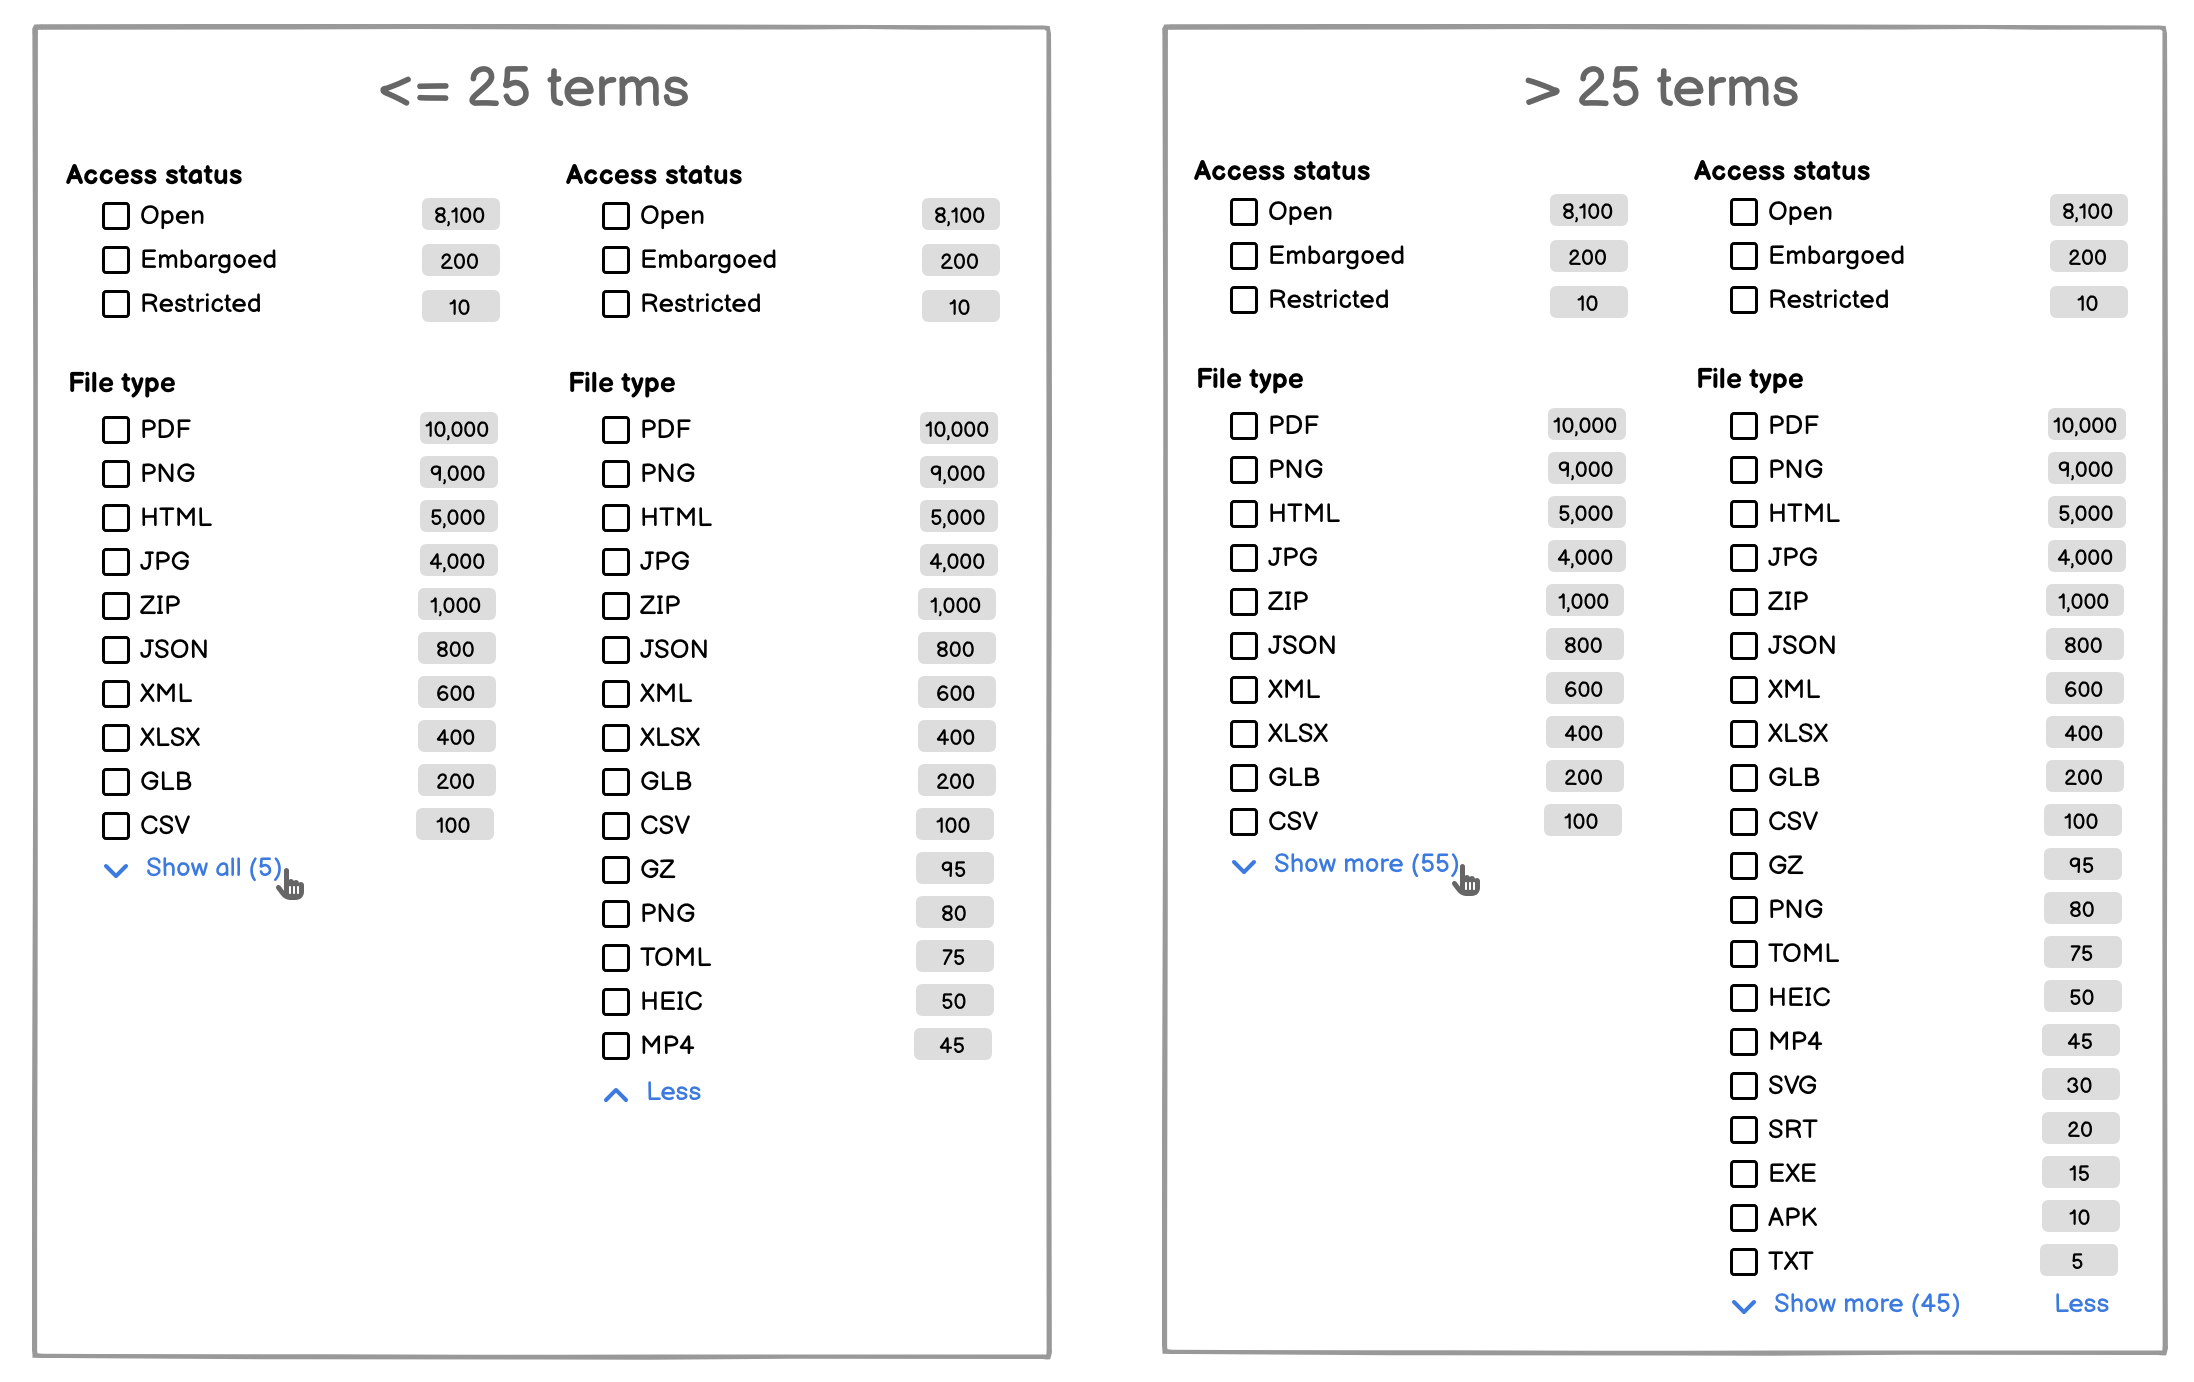 <= 25 terms
Access status
Open 8,100
Embargoed 200
Restricted 10
File type
PDF 10,000
PNG 9,000
HTML 5,000
JPG 4,000
ZIP 1,000
JSON 800
XML 600
XLSX 400
GLB 200
CSV 100
Show all (5)
Access status
Open 8,100
Embargoed 200
Restricted 10
File type
PDF 10,000
PNG 9,000
HTML 5,000
JPG 4,000
ZIP 1,000
JSON 800
XML 600
XLSX 400
GLB 200
CSV 100
GZ 95
PNG 80
TOML 75
HEIC 50
MP4 45
Less
> 25 terms
Access status
Open 8,100
Embargoed 200
Restricted 10
File type
PDF 10,000
PNG 9,000
HTML 5,000
JPG 4,000
ZIP 1,000
JSON 800
XML 600
XLSX 400
GLB 200
CSV 100
Show more (55)
Access status
Open 8,100
Embargoed 200
Restricted 10
File type
PDF 10,000
PNG 9,000
HTML 5,000
JPG 4,000
ZIP 1,000
JSON 800
XML 600
XLSX 400
GLB 200
CSV 100
GZ 95
PNG 80
TOML 75
HEIC 50
MP4 45
SVG 30
SRT 20
EXE 15
APK 10
TXT 5
Show more (45) Less